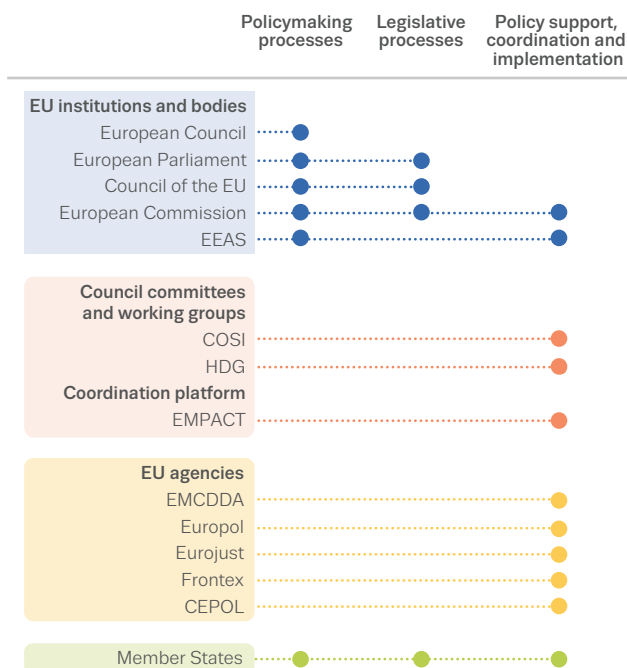 Policymaking processes
Legislative processes
Policy support, coordination and implementation
EU institutions and bodies
European Council
European Parliament
Council of the EU
European Commission
EEAS
Council committees
and working groups
COSI
HDG
Coordination platform
EMPACT
EU agencies
EMCDDA
Europol
Eurojust
Frontex
CEPOL
Member States